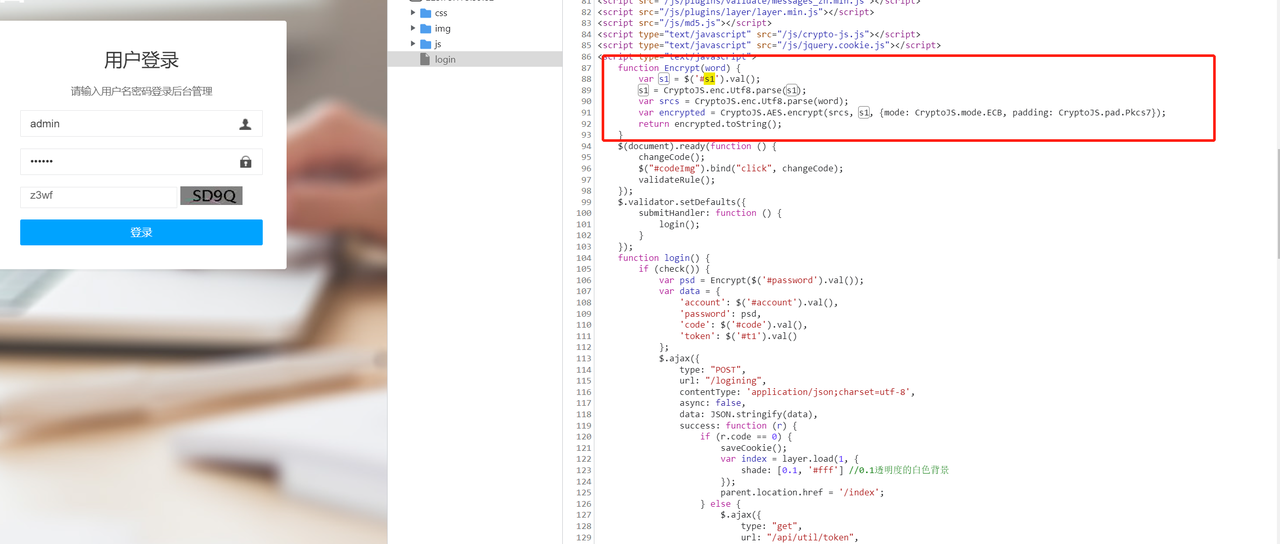 用户登录
请输入用户名密码登录后台管理
admin
••••••
z3wf
SD9Q
登录
css
img
js
login
82 <script type="text/javascript" src="/js/plugins/layer/layer.min.js"></script>
83 <script src="/js/md5.js"></script>
84 <script type="text/javascript" src="/js/crypto-js.js"></script>
85 <script type="text/javascript" src="/js/jquery.cookie.js"></script>
86 <script type="text/javascript">
87 function Encrypt(word) {
88 var s1 = $('#s1').val();
89 s1 = CryptoJS.enc.Utf8.parse(s1);
90 var srcs = CryptoJS.enc.Utf8.parse(word);
91 var encrypted = CryptoJS.AES.encrypt(srcs, s1, {mode: CryptoJS.mode.ECB, padding: CryptoJS.pad.Pkcs7});
92 return encrypted.toString();
93 }
94 $(document).ready(function () {
95 changeCode();
96 $("#codeImg").bind("click", changeCode);
97 validateRule();
98 });
99 $.validator.setDefaults({
100 submitHandler: function () {
101 login();
102 }
103 });
104 function login() {
105 if (check()) {
106 var psd = Encrypt($('#password').val());
107 var data = {
108 'account': $('#account').val(),
109 'password': psd,
110 'code': $('#code').val(),
111 'token': $('#t1').val()
112 };
113 $.ajax({
114 type: "POST",
115 url: "/logining",
116 contentType: 'application/json;charset=utf-8',
117 async: false,
118 data: JSON.stringify(data),
119 success: function (r) {
120 if (r.code == 0) {
121 saveCookie();
122 var index = layer.load(1, {
123 shade: [0.1, '#fff'] //0.1透明度的白色背景
124 });
125 parent.location.href = '/index';
126 } else {
127 $.ajax({
128 type: "get",
129 url: "/api/util/token",